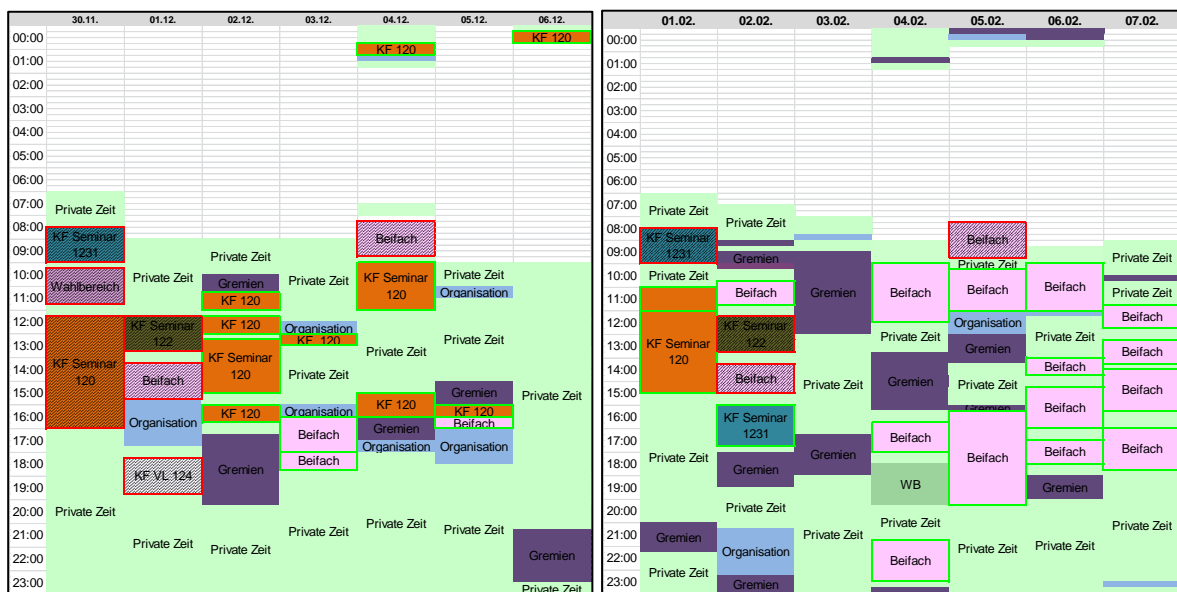 30.11. 01.12. 02.12. 03.12. 04.12. 05.12. 06.12.
00:00 KF 120
KF 120
01:00
02:00
03:00
04:00
05:00
06:00
07:00
Private Zeit
08:00
KF Seminar Beifach
09:00
1231 Private Zeit
10:00 Private Zeit Private Zeit KF Seminar Private Zeit
Wahlbereich Gremien 120 Organisation
11:00 KF 120
12:00 KF Seminar KF 120 Organisation
122 KF 120
13:00 KF Seminar KF Seminar Private Zeit Private Zeit
120 Beifach 120 Private Zeit
14:00
15:00 Gremien Private Zeit
KF 120 Organisation KF 120 KF 120
16:00 Organisation Beifach Gremien Beifach
17:00 Organisation Organisation
18:00 KF VL 124 Gremien Beifach
19:00
20:00 Private Zeit Private Zeit Private Zeit Private Zeit
21:00 Private Zeit Private Zeit
22:00 Gremien
23:00 Private Zeit
01.02. 02.02. 03.02. 04.02. 05.02. 06.02. 07.02.
00:00
01:00
02:00
03:00
04:00
05:00
06:00
07:00
Private Zeit Private Zeit
08:00
KF Seminar Private Zeit Beifach
09:00
1231 Gremien Private Zeit Private Zeit Private Zeit
10:00 Private Zeit
Beifach Gremien Beifach Beifach Beifach Private Zeit
11:00
12:00 KF Seminar Organisation Beifach
KF Seminar 122 Gremien Private Zeit
13:00 120 Beifach
14:00 Beifach Private Zeit Gremien Private Zeit Beifach
15:00 Beifach
16:00 KF Seminar Gremien Beifach
1231 Beifach
17:00 Private Zeit Gremien Beifach Beifach
18:00 Gremien Beifach
19:00 WB Gremien
20:00 Private Zeit Private Zeit
21:00 Gremien Organisation Private Zeit Private Zeit Private Zeit Private Zeit
22:00 Beifach
23:00 Private Zeit Gremien